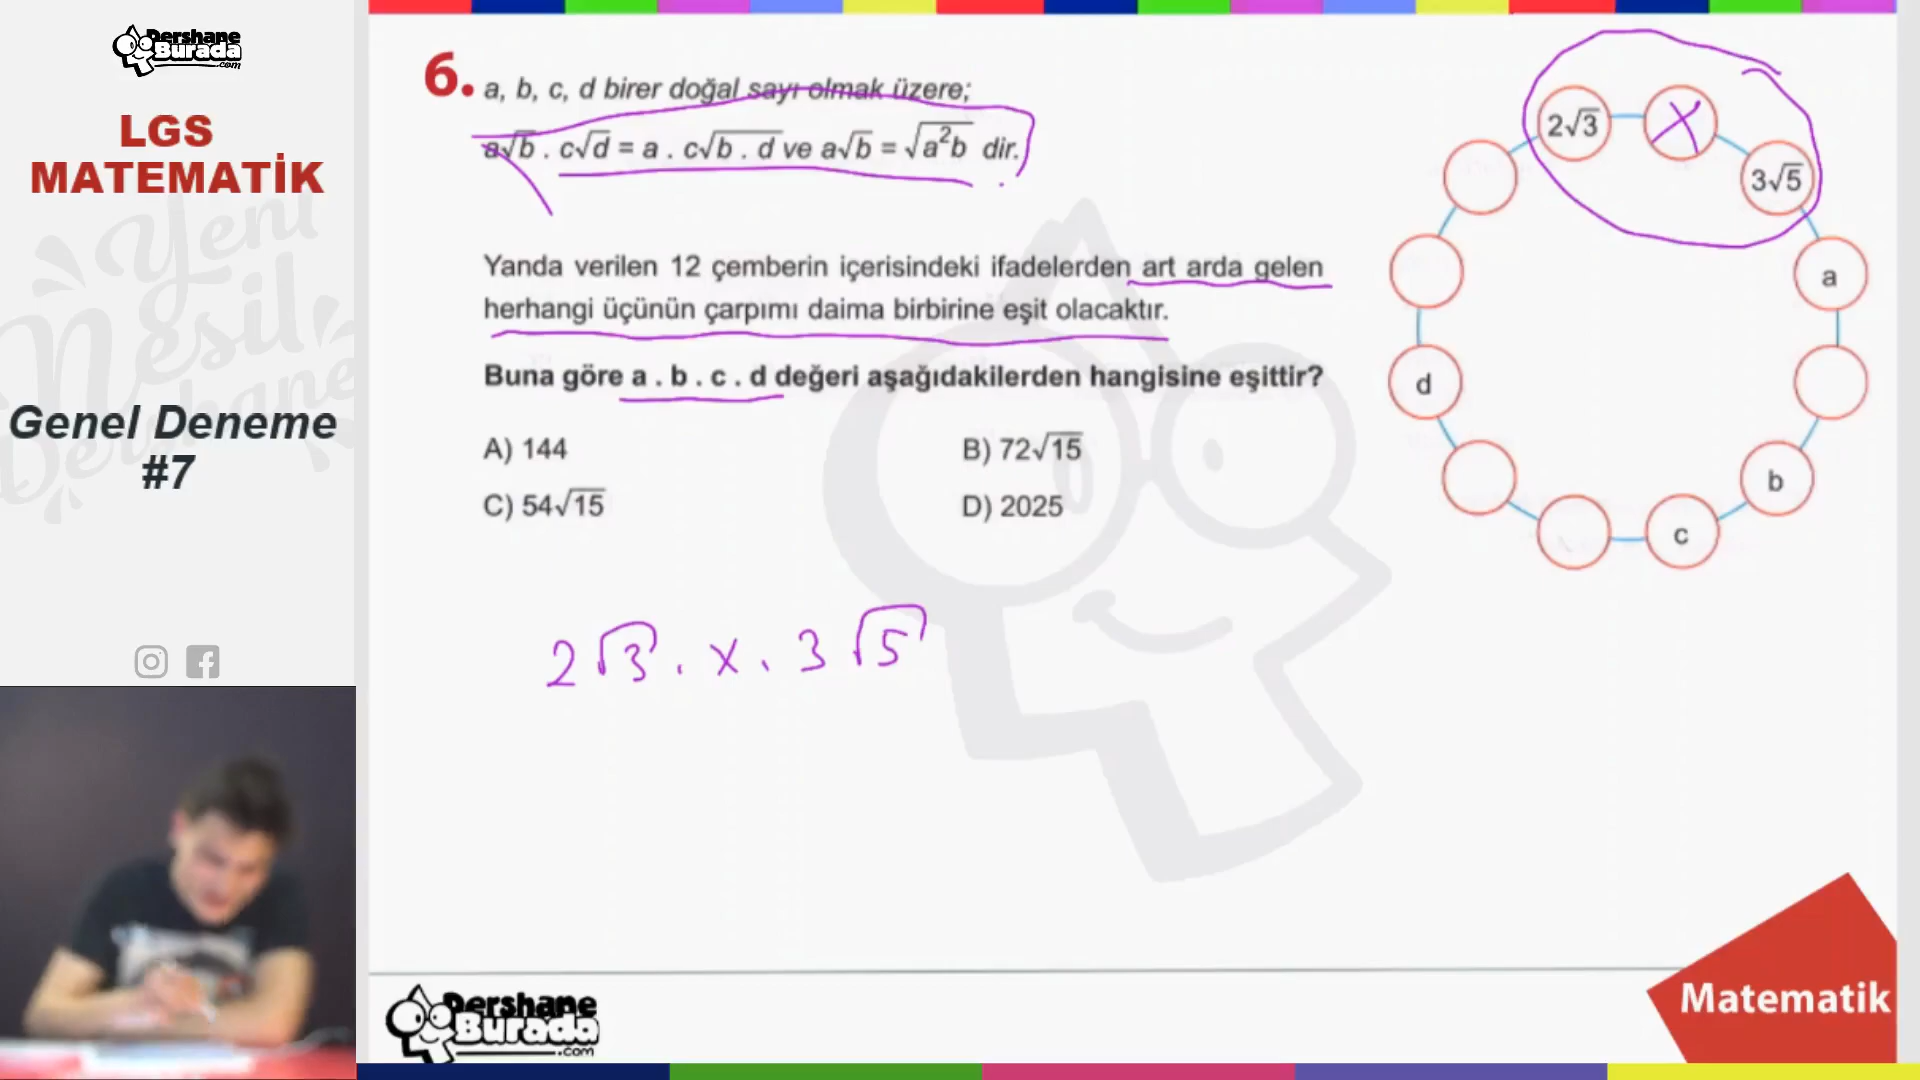 Dershane
Burada
.com
LGS
MATEMATİK
Yeni
Nesil
Dershane
Genel Deneme
#7
6. a, b, c, d birer doğal sayı olmak üzere;
a√b . c√d = a . c√b . d ve a√b = √a²b dir.
Yanda verilen 12 çemberin içerisindeki ifadelerden art arda gelen
herhangi üçünün çarpımı daima birbirine eşit olacaktır.
Buna göre a . b . c . d değeri aşağıdakilerden hangisine eşittir?
A) 144
B) 72√15
C) 54√15
D) 2025
2√3
X
3√5
a
b
c
d
2√3 . x . 3√5
Dershane
Burada
.com
Matematik